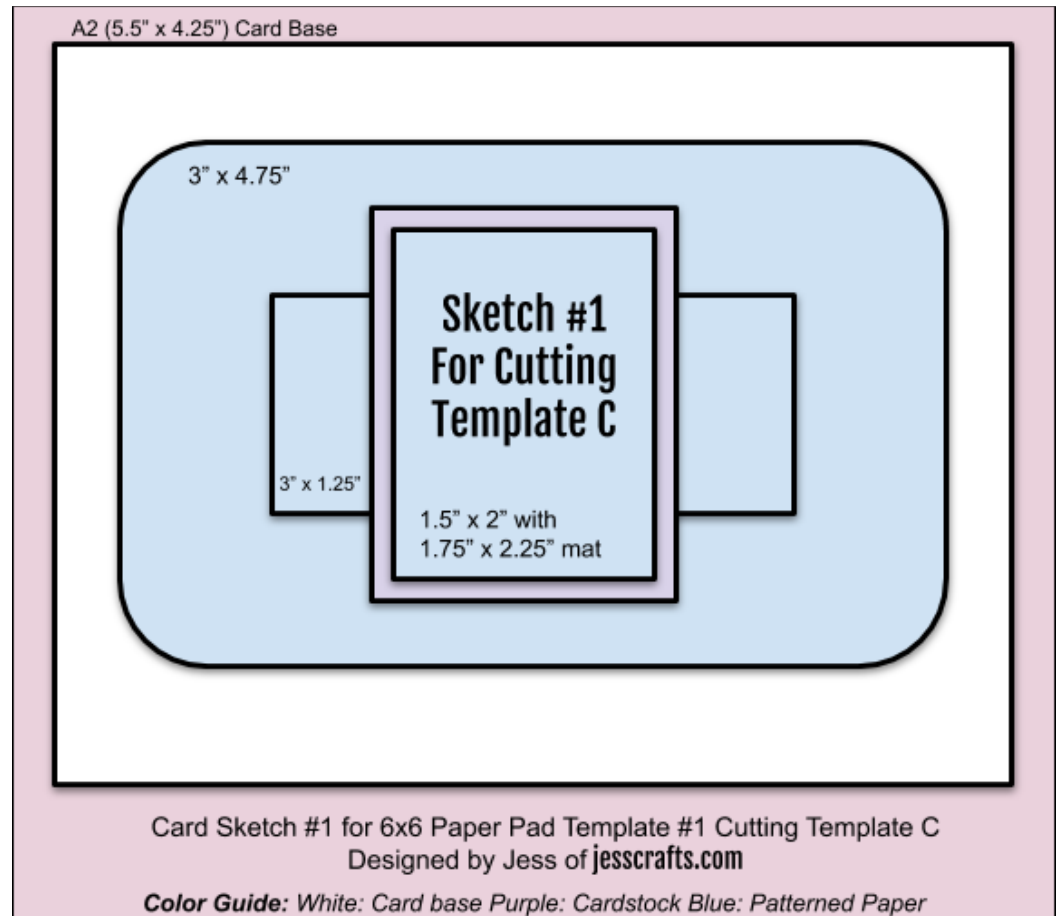 A2 (5.5” x 4.25”) Card Base
3” x 4.75”
Sketch #1
For Cutting
Template C
3” x 1.25”
1.5” x 2” with
1.75” x 2.25” mat
Card Sketch #1 for 6x6 Paper Pad Template #1 Cutting Template C
Designed by Jess of jesscrafts.com
Color Guide: White: Card base Purple: Cardstock Blue: Patterned Paper